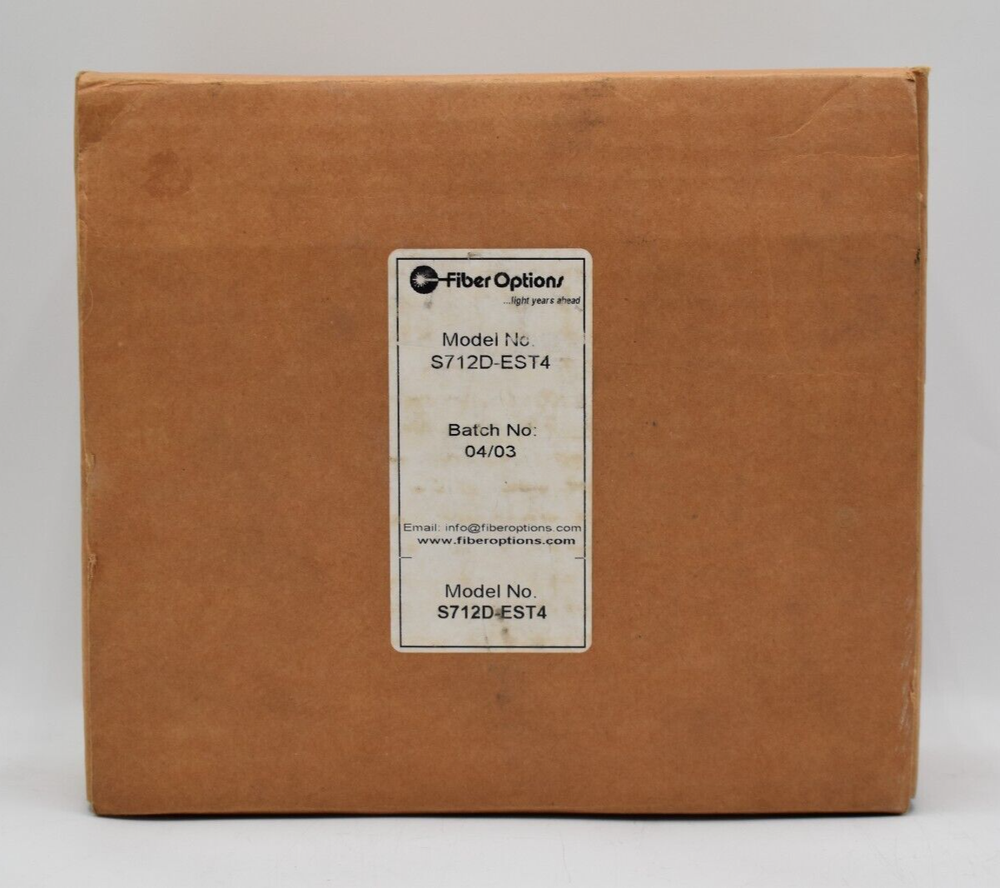 Fiber Options
...light years ahead
Model No.
S712D-EST4
Batch No:
04/03
Email: info@fiberoptions.com
www.fiberoptions.com
Model No.
S712D-EST4